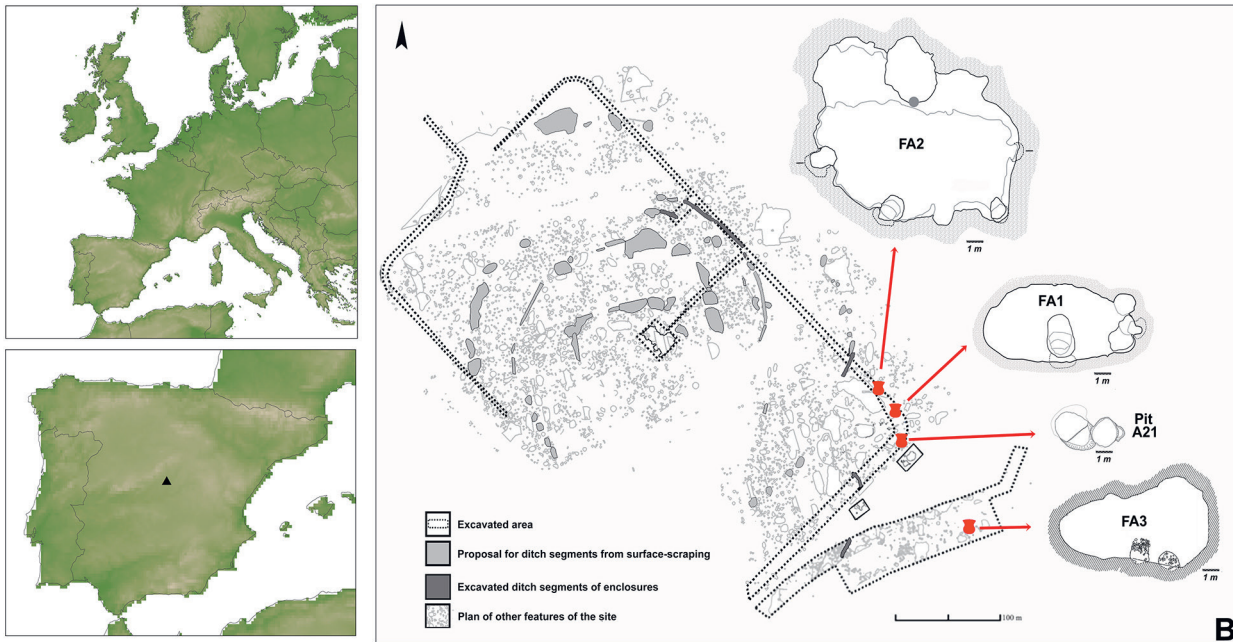 FA2
1 m
FA1
1 m
Pit
A21
1 m
FA3
1 m
Excavated area
Proposal for ditch segments from surface-scraping
Excavated ditch segments of enclosures
Plan of other features of the site
100 m
B